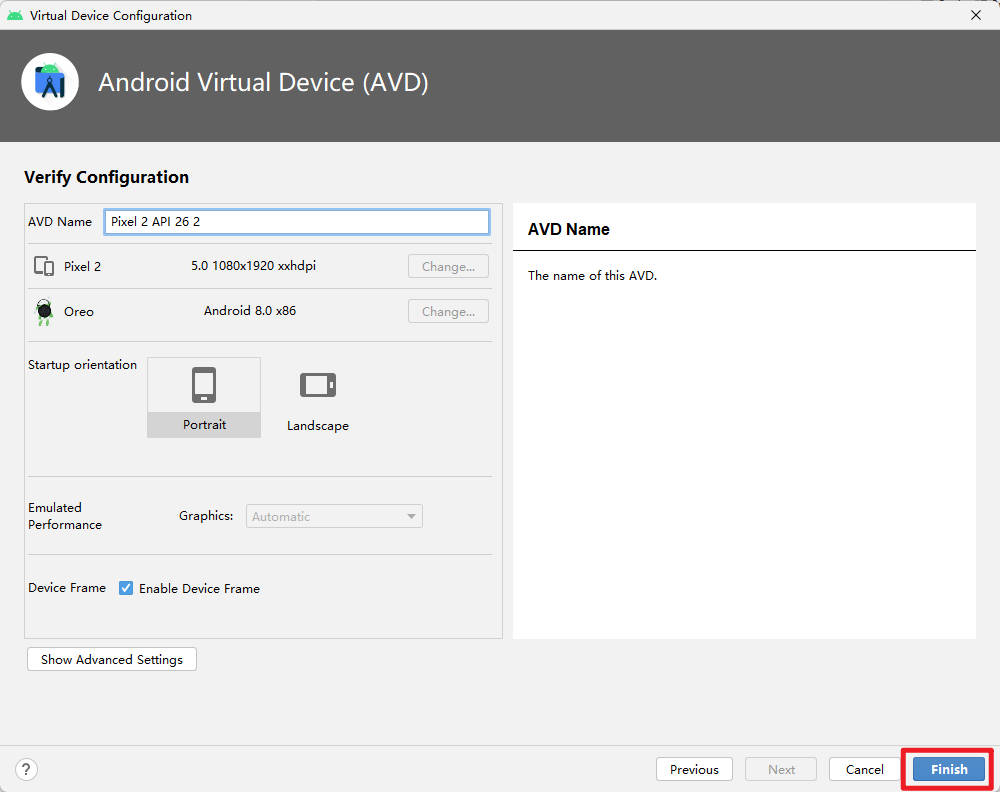 Virtual Device Configuration
Android Virtual Device (AVD)
Verify Configuration
AVD Name Pixel 2 API 26 2
Pixel 2 5.0 1080x1920 xxhdpi Change...
Oreo Android 8.0 x86 Change...
Startup orientation
Portrait
Landscape
Emulated
Performance
Graphics: Automatic
Device Frame Enable Device Frame
Show Advanced Settings
AVD Name
The name of this AVD.
? Previous Next Cancel Finish